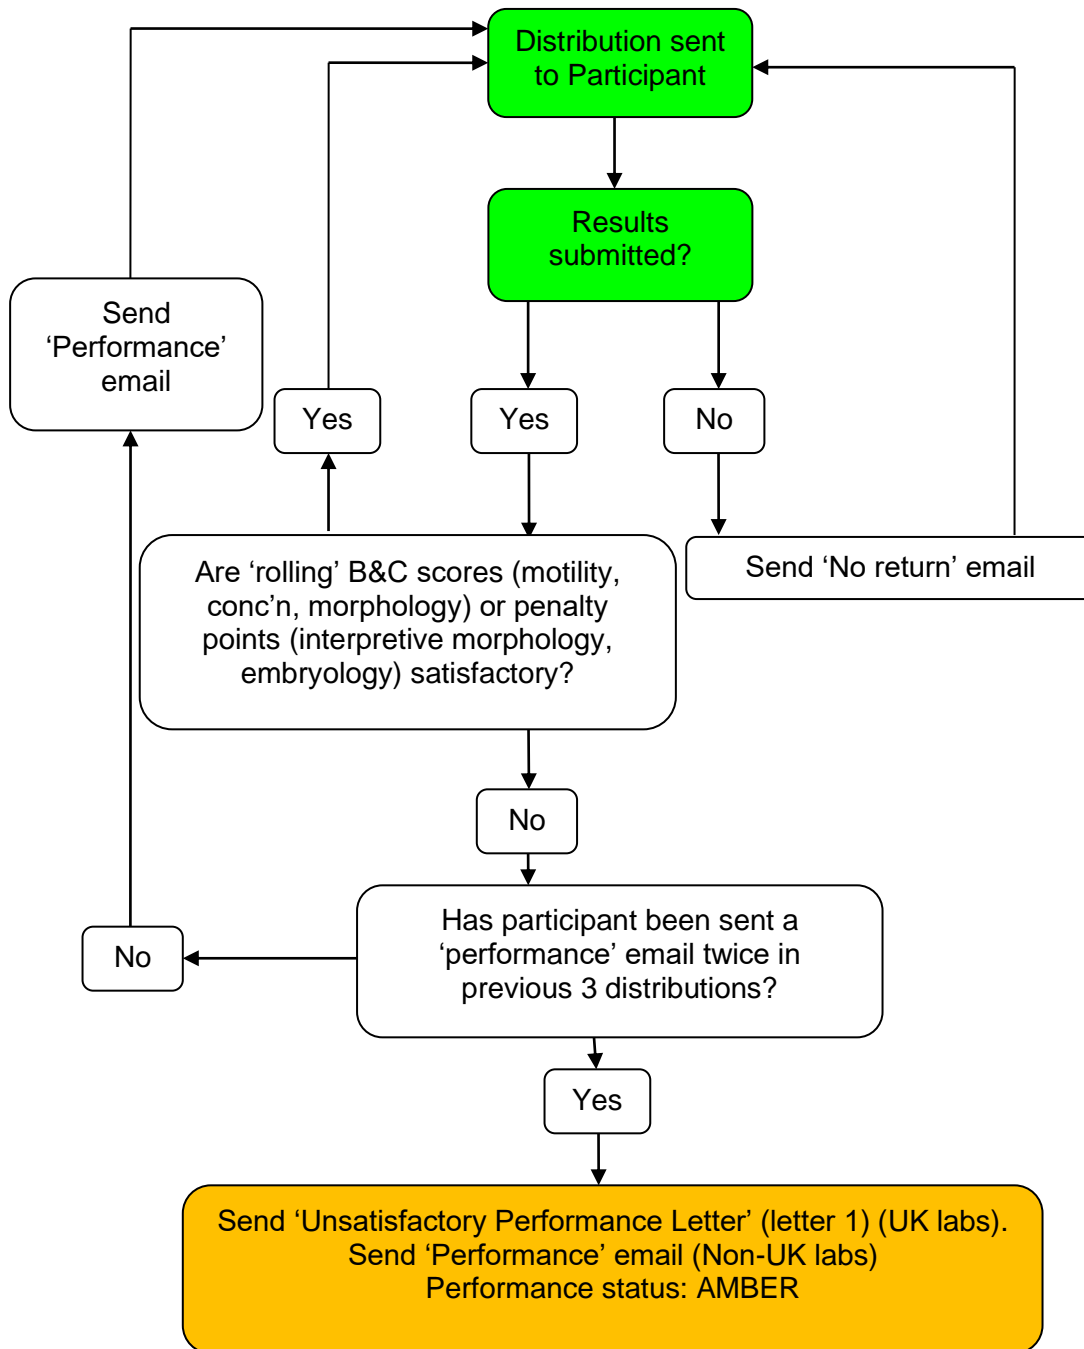 Distribution sent
to Participant
Results
submitted?
Send
‘Performance’
email
Yes
Yes
No
Send ‘No return’ email
Are ‘rolling’ B&C scores (motility,
conc’n, morphology) or penalty
points (interpretive morphology,
embryology) satisfactory?
No
Has participant been sent a
‘performance’ email twice in
previous 3 distributions?
No
Yes
Send ‘Unsatisfactory Performance Letter’ (letter 1) (UK labs).
Send ‘Performance’ email (Non-UK labs)
Performance status: AMBER